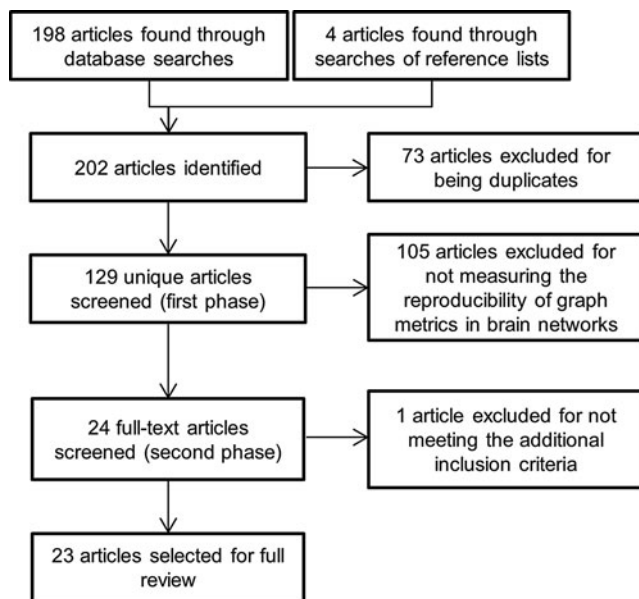 198 articles found through
database searches
4 articles found through
searches of reference lists
202 articles identified
73 articles excluded for
being duplicates
129 unique articles
screened (first phase)
105 articles excluded for
not measuring the
reproducibility of graph
metrics in brain networks
24 full-text articles
screened (second phase)
1 article excluded for not
meeting the additional
inclusion criteria
23 articles selected for full
review